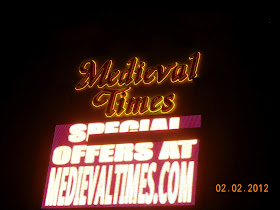 Medieval
Times
SPECIAL
OFFERS AT
MEDIEVALTIMES.COM
02.02.2012